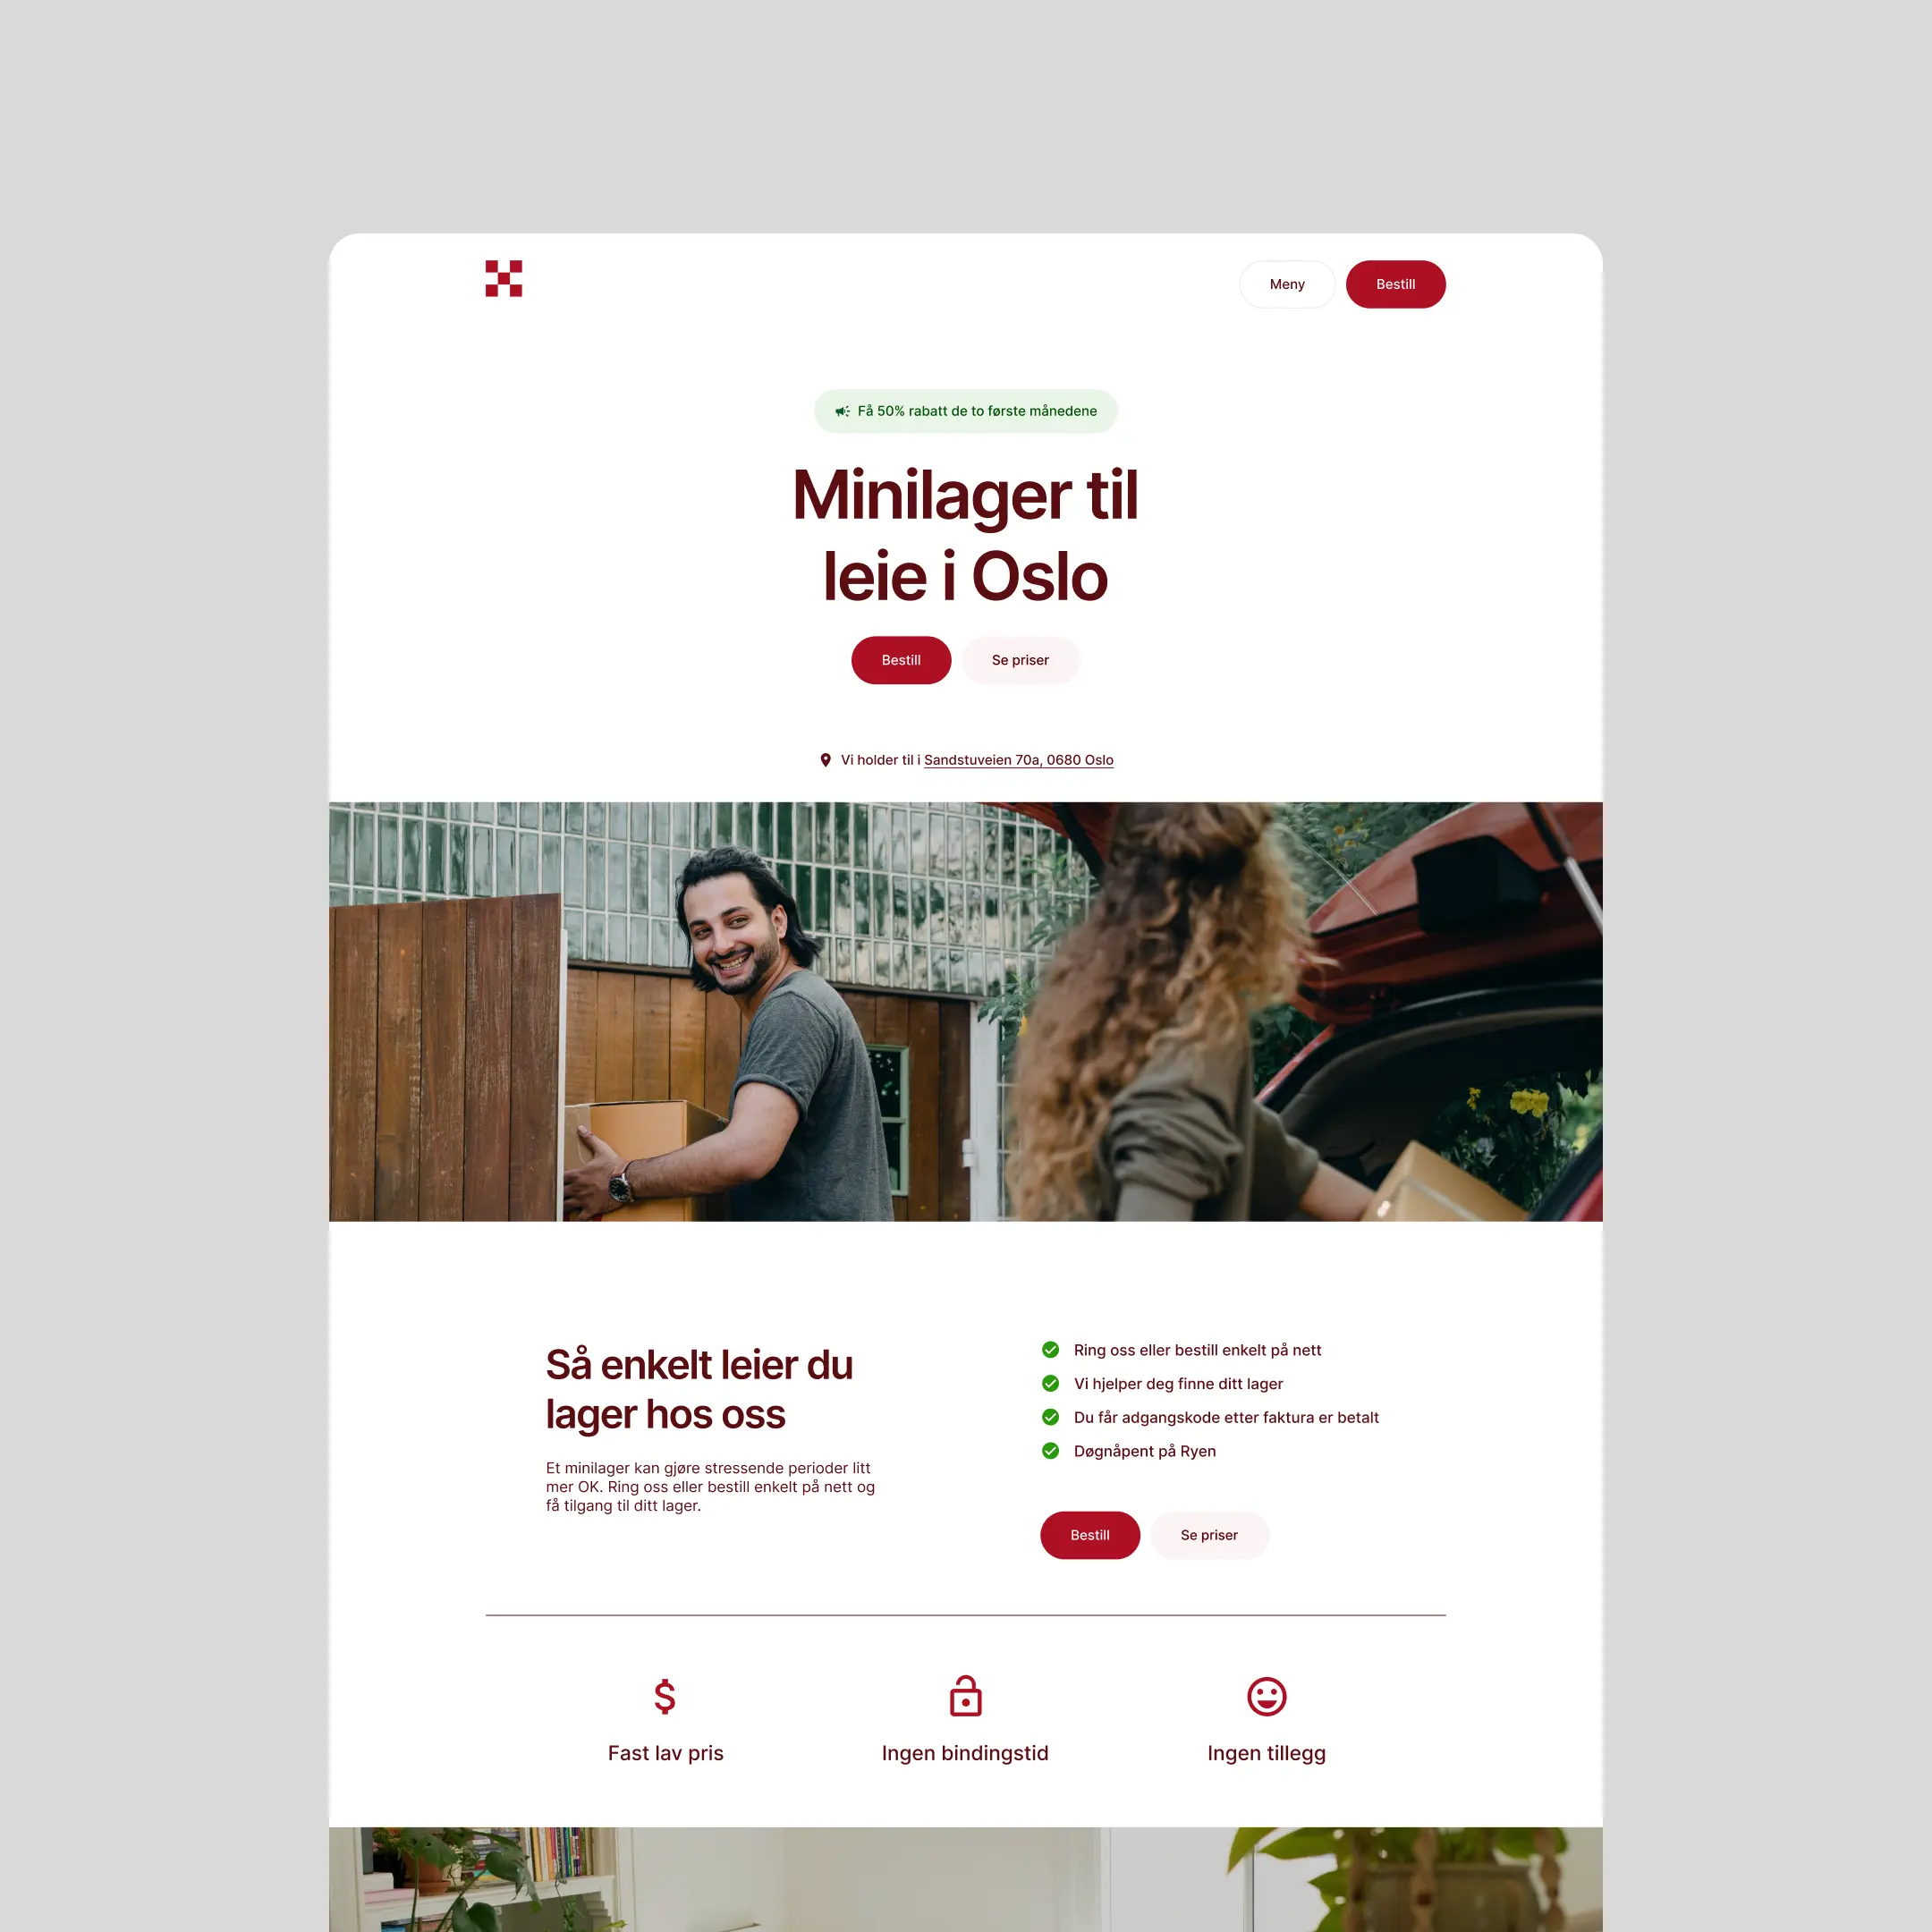 Meny
Bestill
Få 50% rabatt de to første månedene
Minilager til
leie i Oslo
Bestill
Se priser
Vi holder til i Sandstuveien 70a, 0680 Oslo
Så enkelt leier du
lager hos oss
Et minilager kan gjøre stressende perioder litt
mer OK. Ring oss eller bestill enkelt på nett og
få tilgang til ditt lager.
Ring oss eller bestill enkelt på nett
Vi hjelper deg finne ditt lager
Du får adgangskode etter faktura er betalt
Døgnåpent på Ryen
Bestill
Se priser
Fast lav pris
Ingen bindingstid
Ingen tillegg